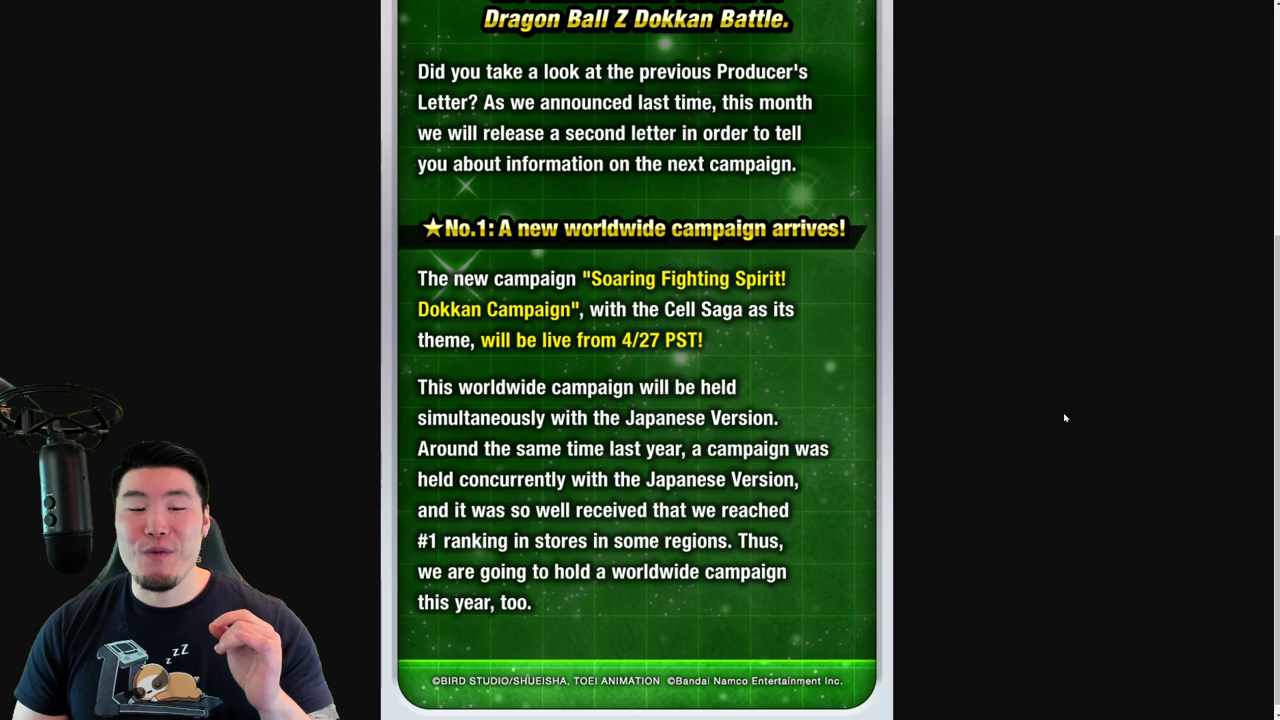 Dragon Ball Z Dokkan Battle.
Did you take a look at the previous Producer's
Letter? As we announced last time, this month
we will release a second letter in order to tell
you about information on the next campaign.
★No.1: A new worldwide campaign arrives!
The new campaign "Soaring Fighting Spirit!
Dokkan Campaign", with the Cell Saga as its
theme, will be live from 4/27 PST!
This worldwide campaign will be held
simultaneously with the Japanese Version.
Around the same time last year, a campaign was
held concurrently with the Japanese Version,
and it was so well received that we reached
#1 ranking in stores in some regions. Thus,
we are going to hold a worldwide campaign
this year, too.
zzZ
©BIRD STUDIO/SHUEISHA, TOEI ANIMATION ©Bandai Namco Entertainment Inc.